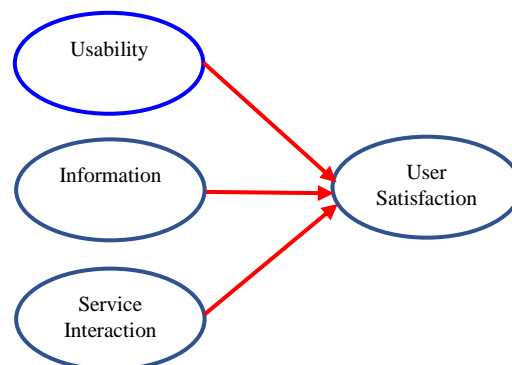 Usability
Information
User
Satisfaction
Service
Interaction